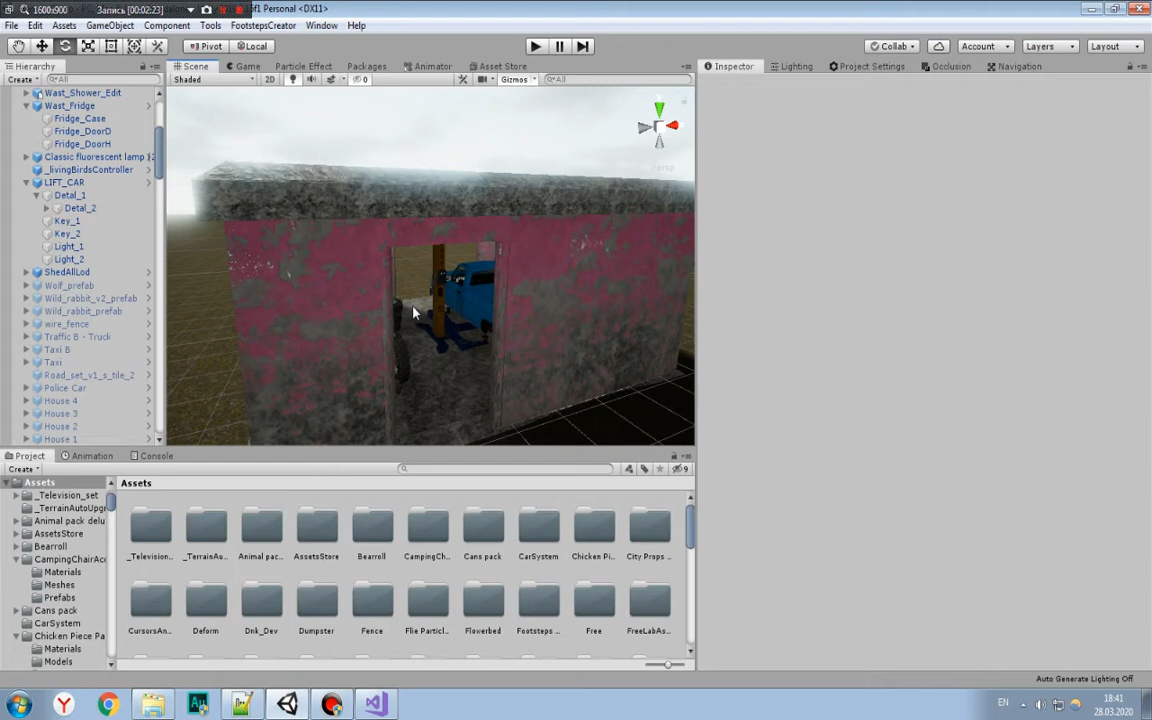 1600x900 Запись [00:02:23] 5f1 Personal <DX11>
File Edit Assets GameObject Component Tools FootstepsCreator Window Help
Pivot Local Collab Account Layers Layout
Hierarchy Scene Game Particle Effect Packages Animator Asset Store Inspector Lighting Project Settings Occlusion Navigation
Create All Shaded 2D 0 Gizmos All
Wast_Shower_Edit
Wast_Fridge
Fridge_Case
Fridge_DoorD
Fridge_DoorH
Classic fluorescent lamp
_livingBirdsController
LIFT_CAR
Detal_1
Detal_2
Key_1
Key_2
Light_1
Light_2
ShedAllLod
Wolf_prefab
Wild_rabbit_v2_prefab
Wild_rabbit_prefab
wire_fence
Traffic B - Truck
Taxi B
Taxi
Road_set_v1_s_tile_2
Police Car
House 4
House 3
House 2
House 1
Project Animation Console
Create 9
Assets Assets
_Television_set
_TerrainAutoUpgr
Animal pack delu
AssetsStore
Bearroll
CampingChairAcc
Materials
Meshes
Prefabs
Cans pack
CarSystem
Chicken Piece Pa
Materials
Models
_Television... _TerrainAu... Animal pac... AssetsStore Bearroll CampingCh... Cans pack CarSystem Chicken Pi... City Props ...
CursorsAn... Deform Dnk_Dev Dumpster Fence Flie Particl... Flowerbed Footsteps ... Free FreeLabAs...
Auto Generate Lighting Off
EN 18:41
28.03.2020